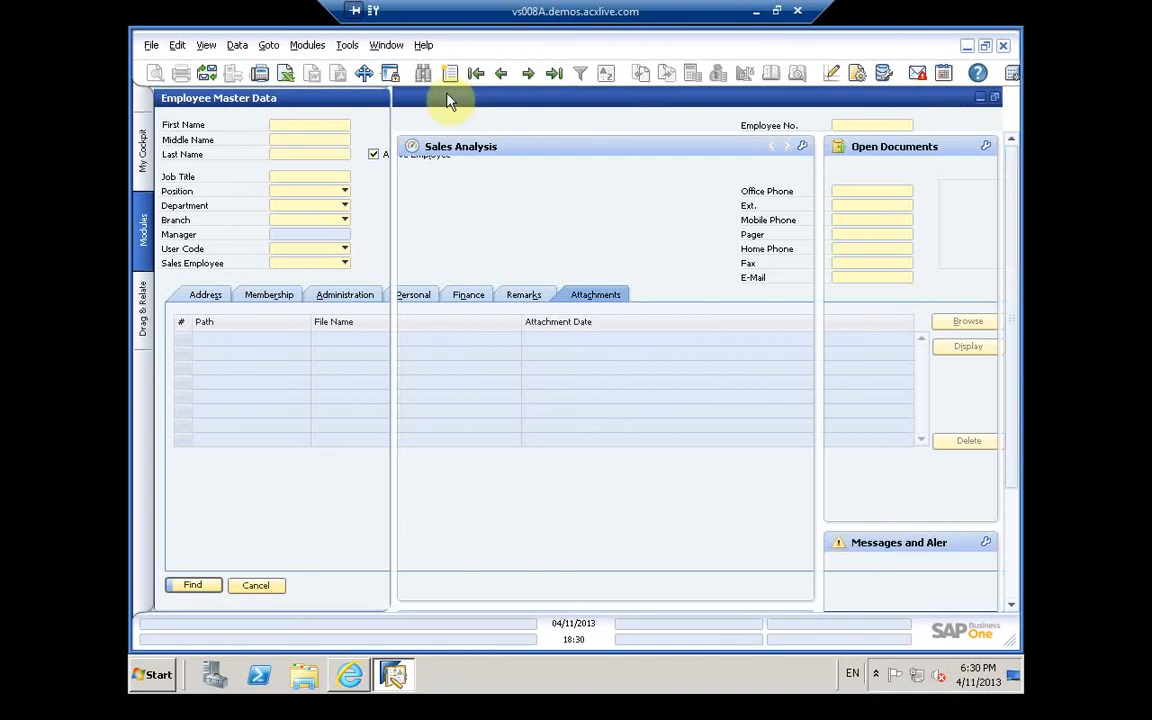 vs008A.demos.acxlive.com
File Edit View Data Goto Modules Tools Window Help
Employee Master Data
First Name
Employee No.
Middle Name
Last Name
A
Sales Analysis
Open Documents
Job Title
Position
Office Phone
Department
Ext.
Branch
Mobile Phone
Manager
Pager
User Code
Home Phone
Sales Employee
Fax
E-Mail
My Cockpit
Modules
Drag & Relate
Address Membership Administration Personal Finance Remarks Attachments
# Path File Name Attachment Date
Browse
Display
Delete
Messages and Aler
Find Cancel
04/11/2013
18:30
SAP Business One
Start
EN
6:30 PM
4/11/2013